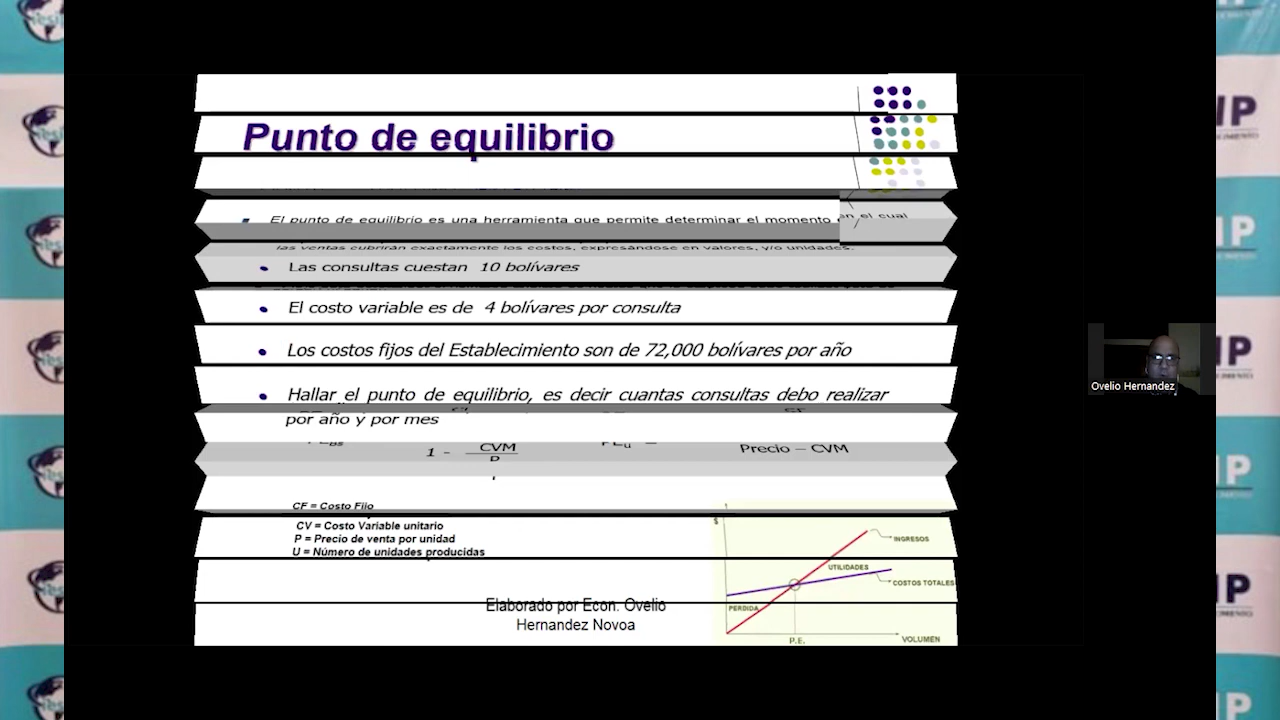 Punto de equilibrio
El punto de equilibrio es una herramienta que permite determinar el momento en el cual
las ventas cubrirán exactamente los costos, expresándose en valores, y/o unidades.
Las consultas cuestan 10 bolívares
El costo variable es de 4 bolívares por consulta
Los costos fijos del Establecimiento son de 72,000 bolívares por año
Hallar el punto de equilibrio, es decir cuantas consultas debo realizar
por año y por mes
1 - CVM
P
Precio – CVM
CF = Costo Fijo
CV = Costo Variable unitario
P = Precio de venta por unidad
U = Número de unidades producidas
$
INGRESOS
UTILIDADES
COSTOS TOTALES
PERDIDA
P.E.
VOLUMEN
Elaborado por Econ. Ovelio
Hernandez Novoa
Ovelio Hernandez